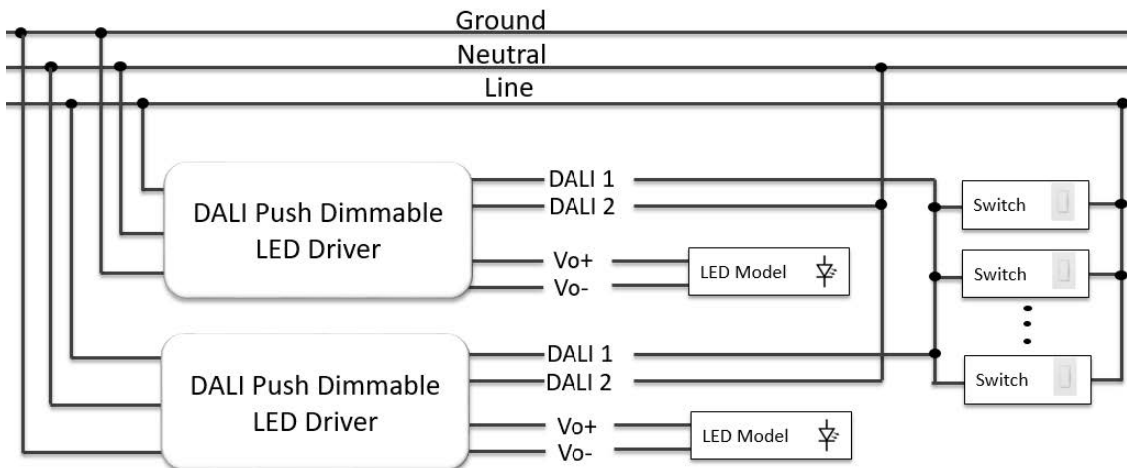 Ground
Neutral
Line
DALI Push Dimmable
LED Driver
DALI 1
DALI 2
Vo+
Vo-
LED Model
Switch
Switch
Switch
DALI Push Dimmable
LED Driver
DALI 1
DALI 2
Vo+
Vo-
LED Model